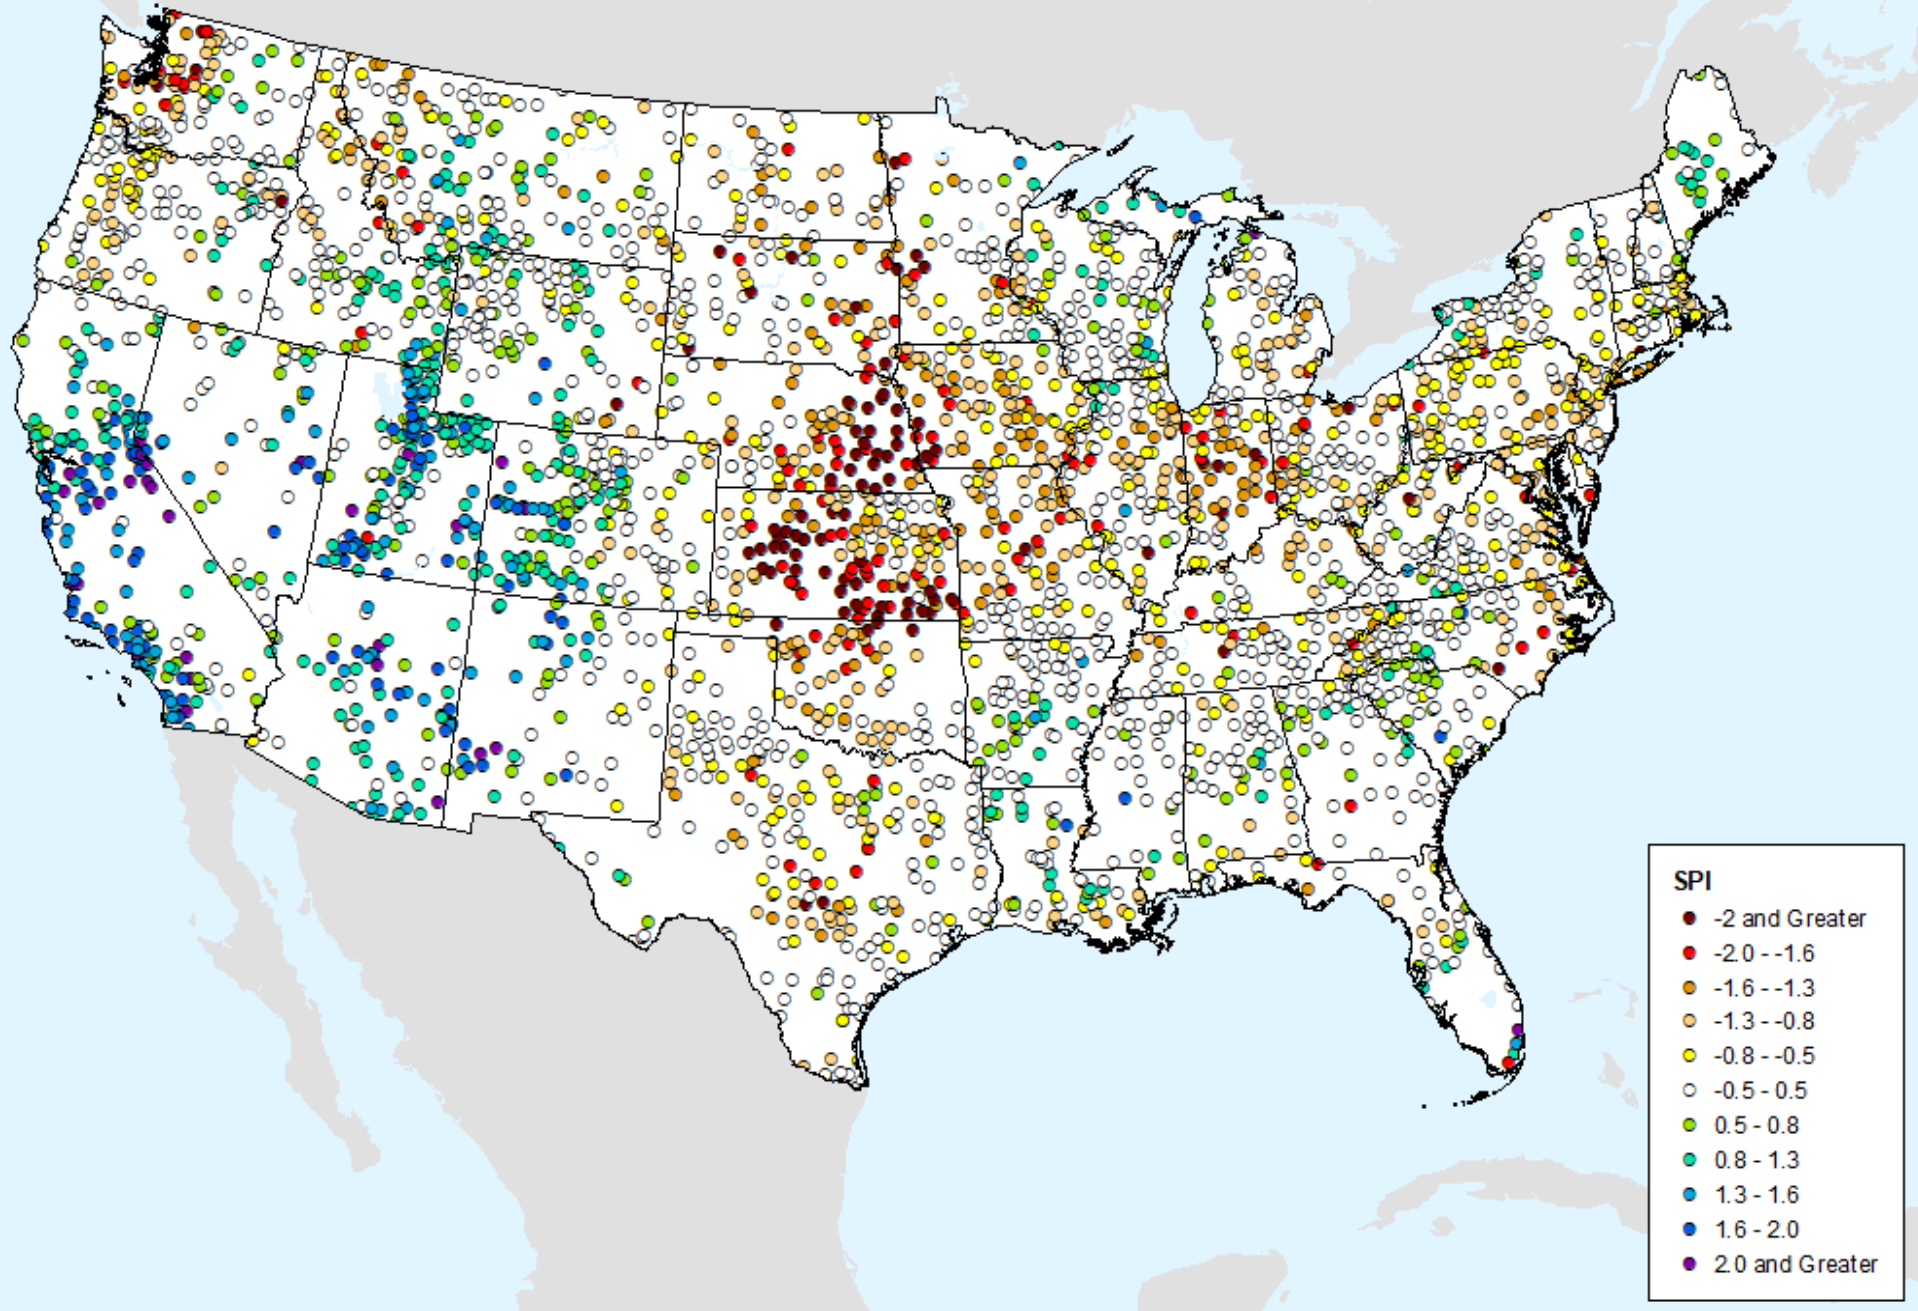 SPI
-2 and Greater
-2.0 - -1.6
-1.6 - -1.3
-1.3 - -0.8
-0.8 - -0.5
-0.5 - 0.5
0.5 - 0.8
0.8 - 1.3
1.3 - 1.6
1.6 - 2.0
2.0 and Greater